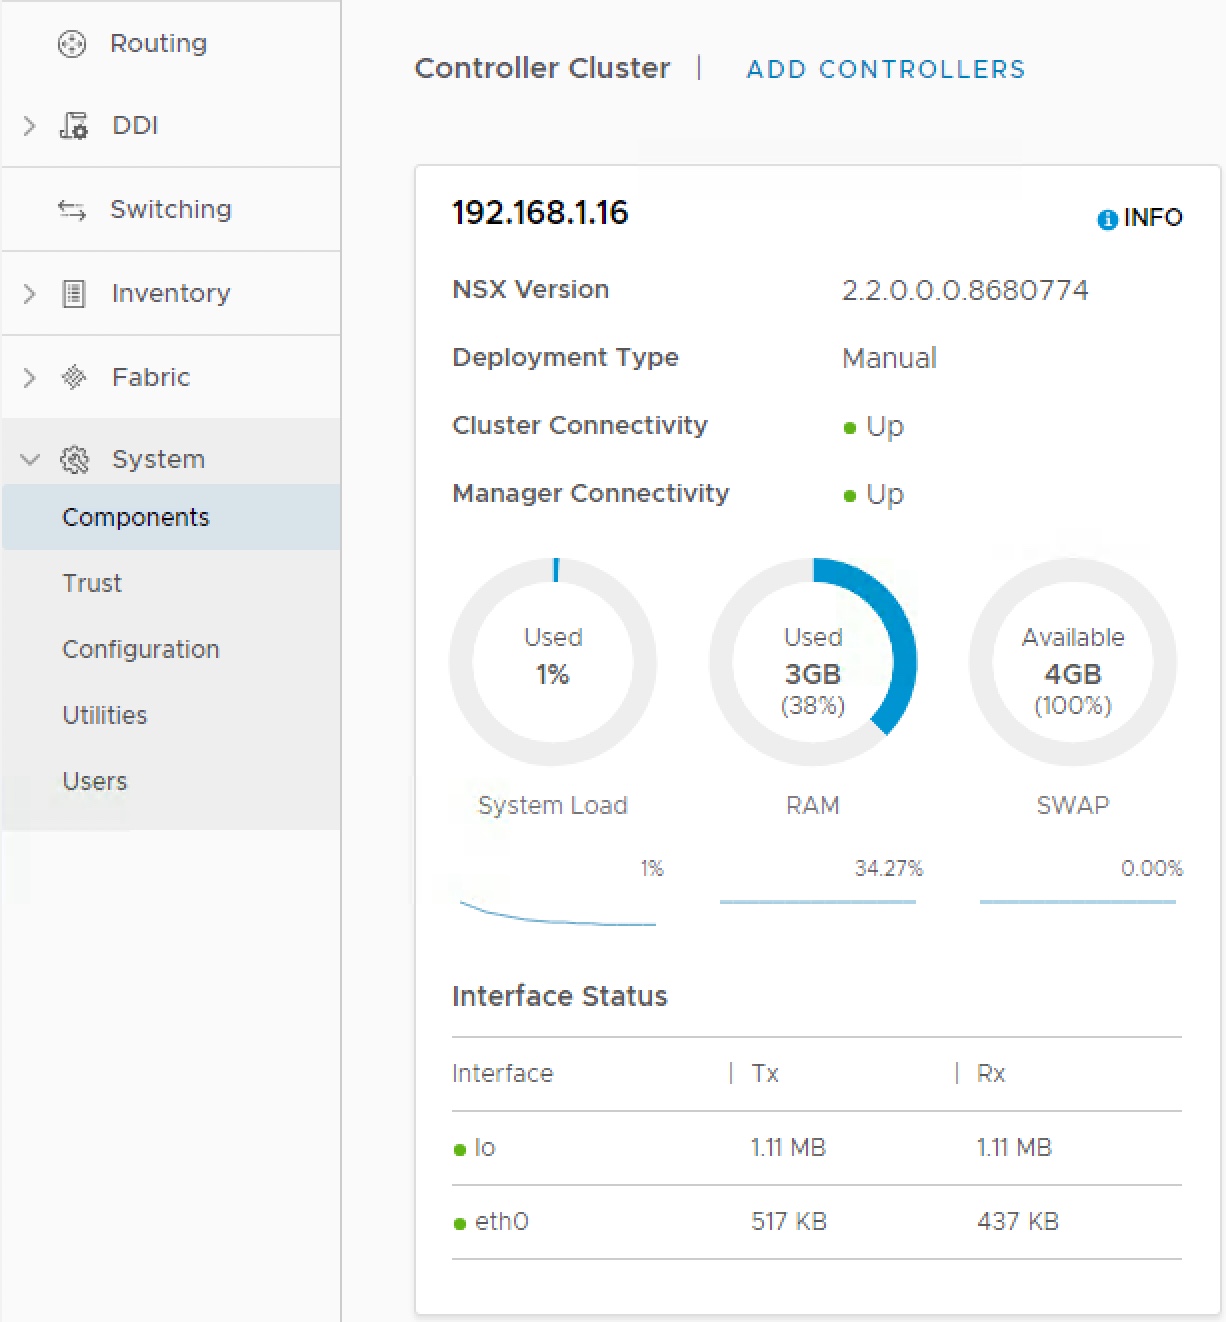 Routing
DDI
Switching
Inventory
Fabric
System
Components
Trust
Configuration
Utilities
Users
Controller Cluster | ADD CONTROLLERS
192.168.1.16 INFO
NSX Version 2.2.0.0.0.8680774
Deployment Type Manual
Cluster Connectivity Up
Manager Connectivity Up
Used
1%
System Load
1%
Used
3GB
(38%)
RAM
34.27%
Available
4GB
(100%)
SWAP
0.00%
Interface Status
Interface | Tx | Rx
lo 1.11 MB 1.11 MB
eth0 517 KB 437 KB